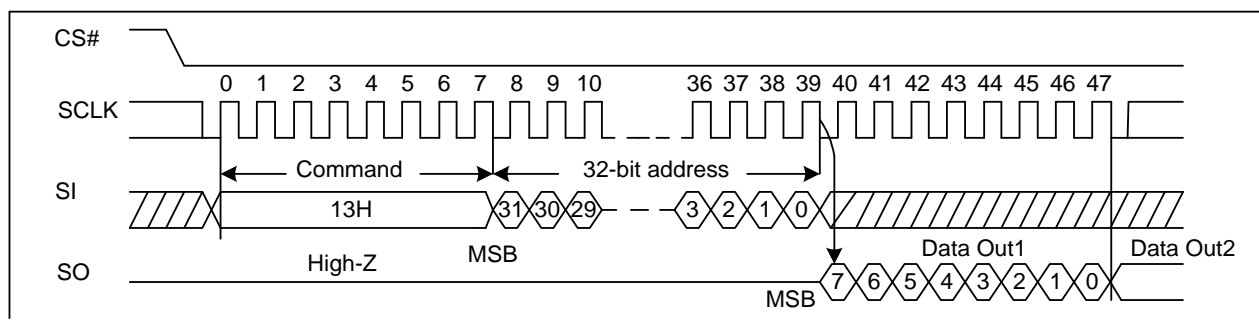 CS#
0 1 2 3 4 5 6 7 8 9 10 36 37 38 39 40 41 42 43 44 45 46 47
SCLK
Command 32-bit address
SI
13H 31 30 29 3 2 1 0
MSB
High-Z
Data Out1 Data Out2
SO
7 6 5 4 3 2 1 0
MSB